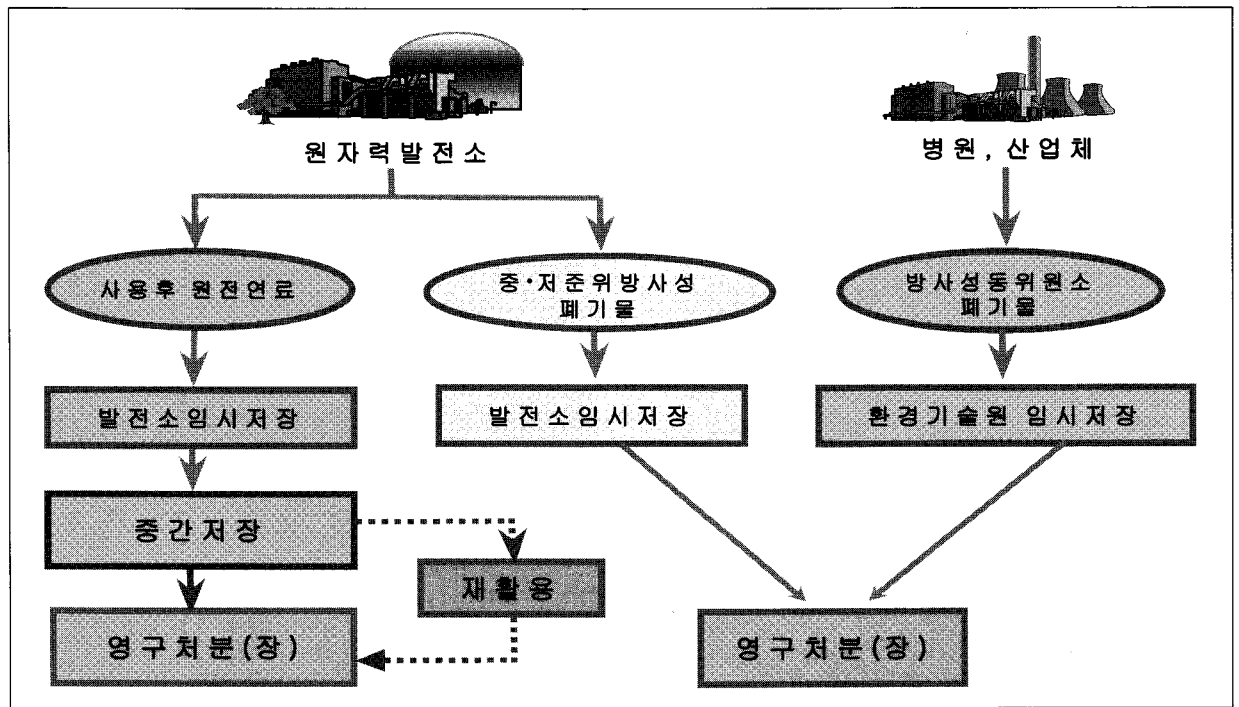 원자력발전소
병원, 산업체
사용후 원전연료
중·저준위방사성
폐기물
방사성동위원소
폐기물
발전소임시저장
발전소임시저장
환경기술원 임시저장
중간저장
재활용
영구처분(장)
영구처분(장)